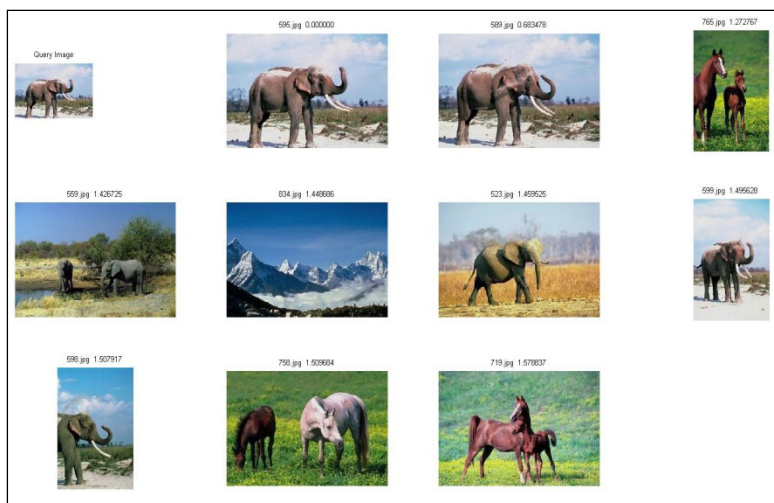 Query Image
595.jpg 0.000000
589.jpg 0.683478
765.jpg 1.272767
559.jpg 1.426725
834.jpg 1.448686
523.jpg 1.459525
599.jpg 1.495628
598.jpg 1.507917
758.jpg 1.509684
719.jpg 1.578837